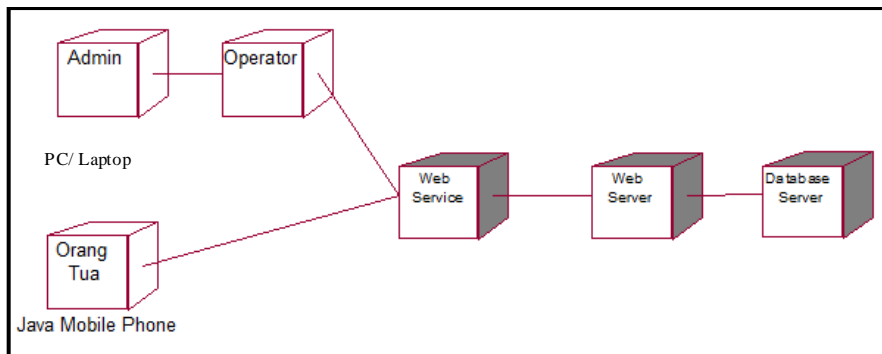 Admin
Operator
PC/ Laptop
Web
Service
Web
Server
Database
Server
Orang
Tua
Java Mobile Phone